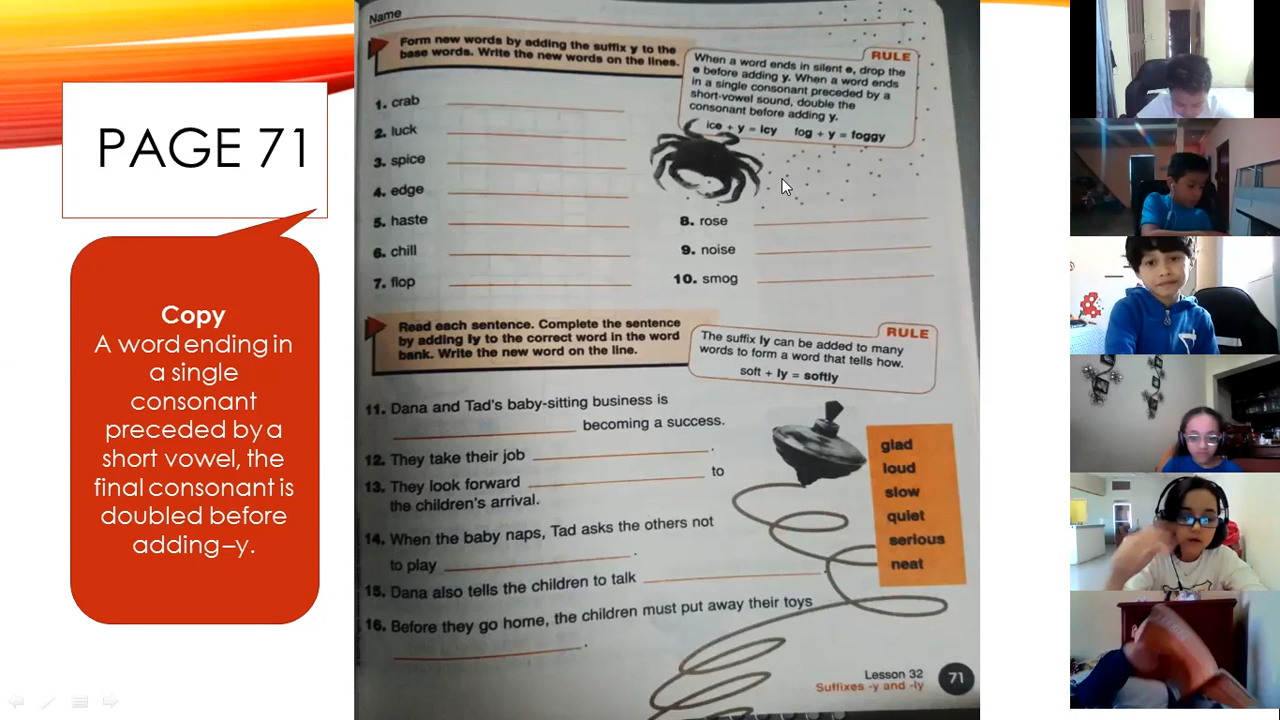 PAGE 71
Copy
A word ending in
a single
consonant
preceded by a
short vowel, the
final consonant is
doubled before
adding –y.
Name
Form new words by adding the suffix y to the
base words. Write the new words on the lines.
RULE
When a word ends in silent e, drop the
e before adding y. When a word ends
in a single consonant preceded by a
short-vowel sound, double the
consonant before adding y.
ice + y = icy fog + y = foggy
1. crab
2. luck
3. spice
4. edge
5. haste
6. chill
7. flop
8. rose
9. noise
10. smog
Read each sentence. Complete the sentence
by adding ly to the correct word in the word
bank. Write the new word on the line.
RULE
The suffix ly can be added to many
words to form a word that tells how.
soft + ly = softly
11. Dana and Tad's baby-sitting business is
becoming a success.
12. They take their job .
13. They look forward to
the children's arrival.
14. When the baby naps, Tad asks the others not
to play .
15. Dana also tells the children to talk .
16. Before they go home, the children must put away their toys
.
glad
loud
slow
quiet
serious
neat
Lesson 32
Suffixes -y and -ly
71